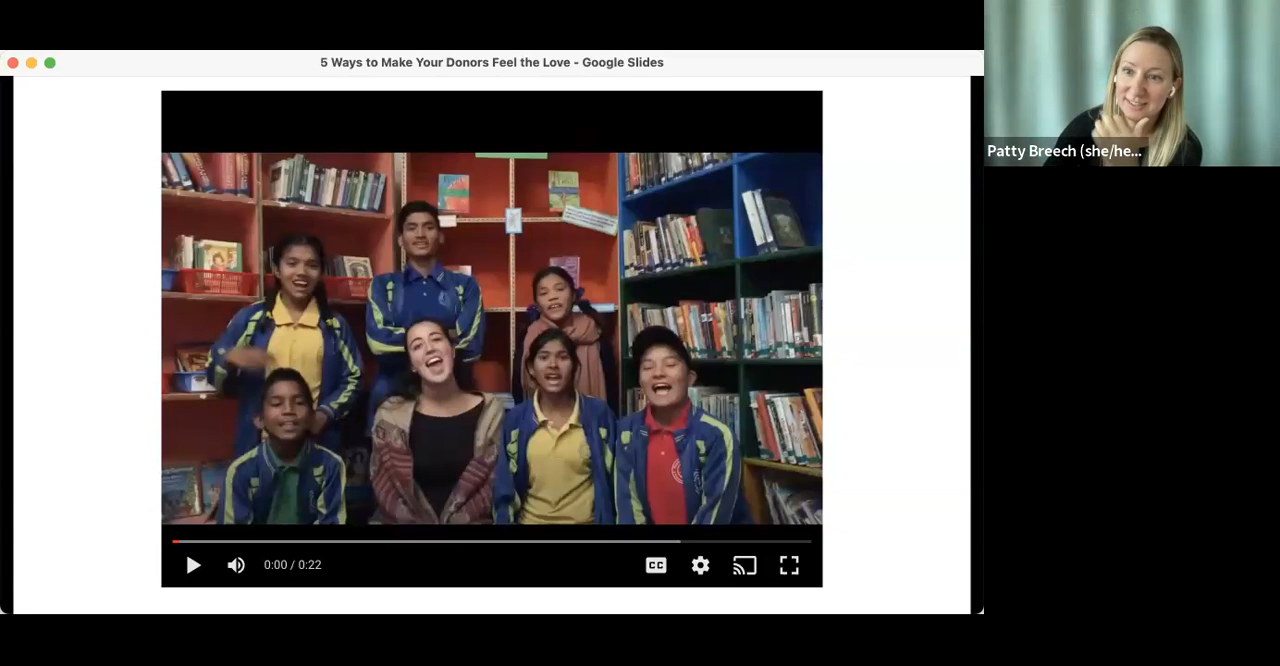 5 Ways to Make Your Donors Feel the Love - Google Slides
Patty Breech (she/he...
0:00 / 0:22
CC